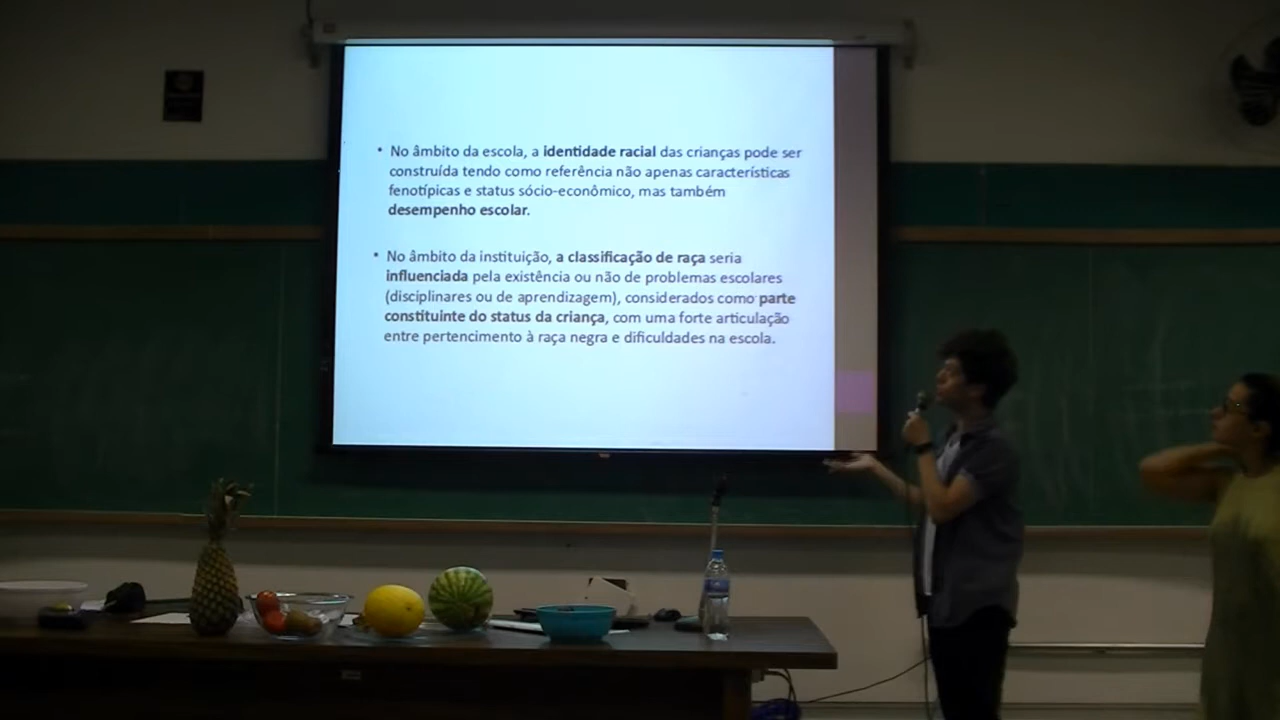 • No âmbito da escola, a identidade racial das crianças pode ser
construída tendo como referência não apenas características
fenotípicas e status sócio-econômico, mas também
desempenho escolar.
• No âmbito da instituição, a classificação de raça seria
influenciada pela existência ou não de problemas escolares
(disciplinares ou de aprendizagem), considerados como parte
constituinte do status da criança, com uma forte articulação
entre pertencimento à raça negra e dificuldades na escola.